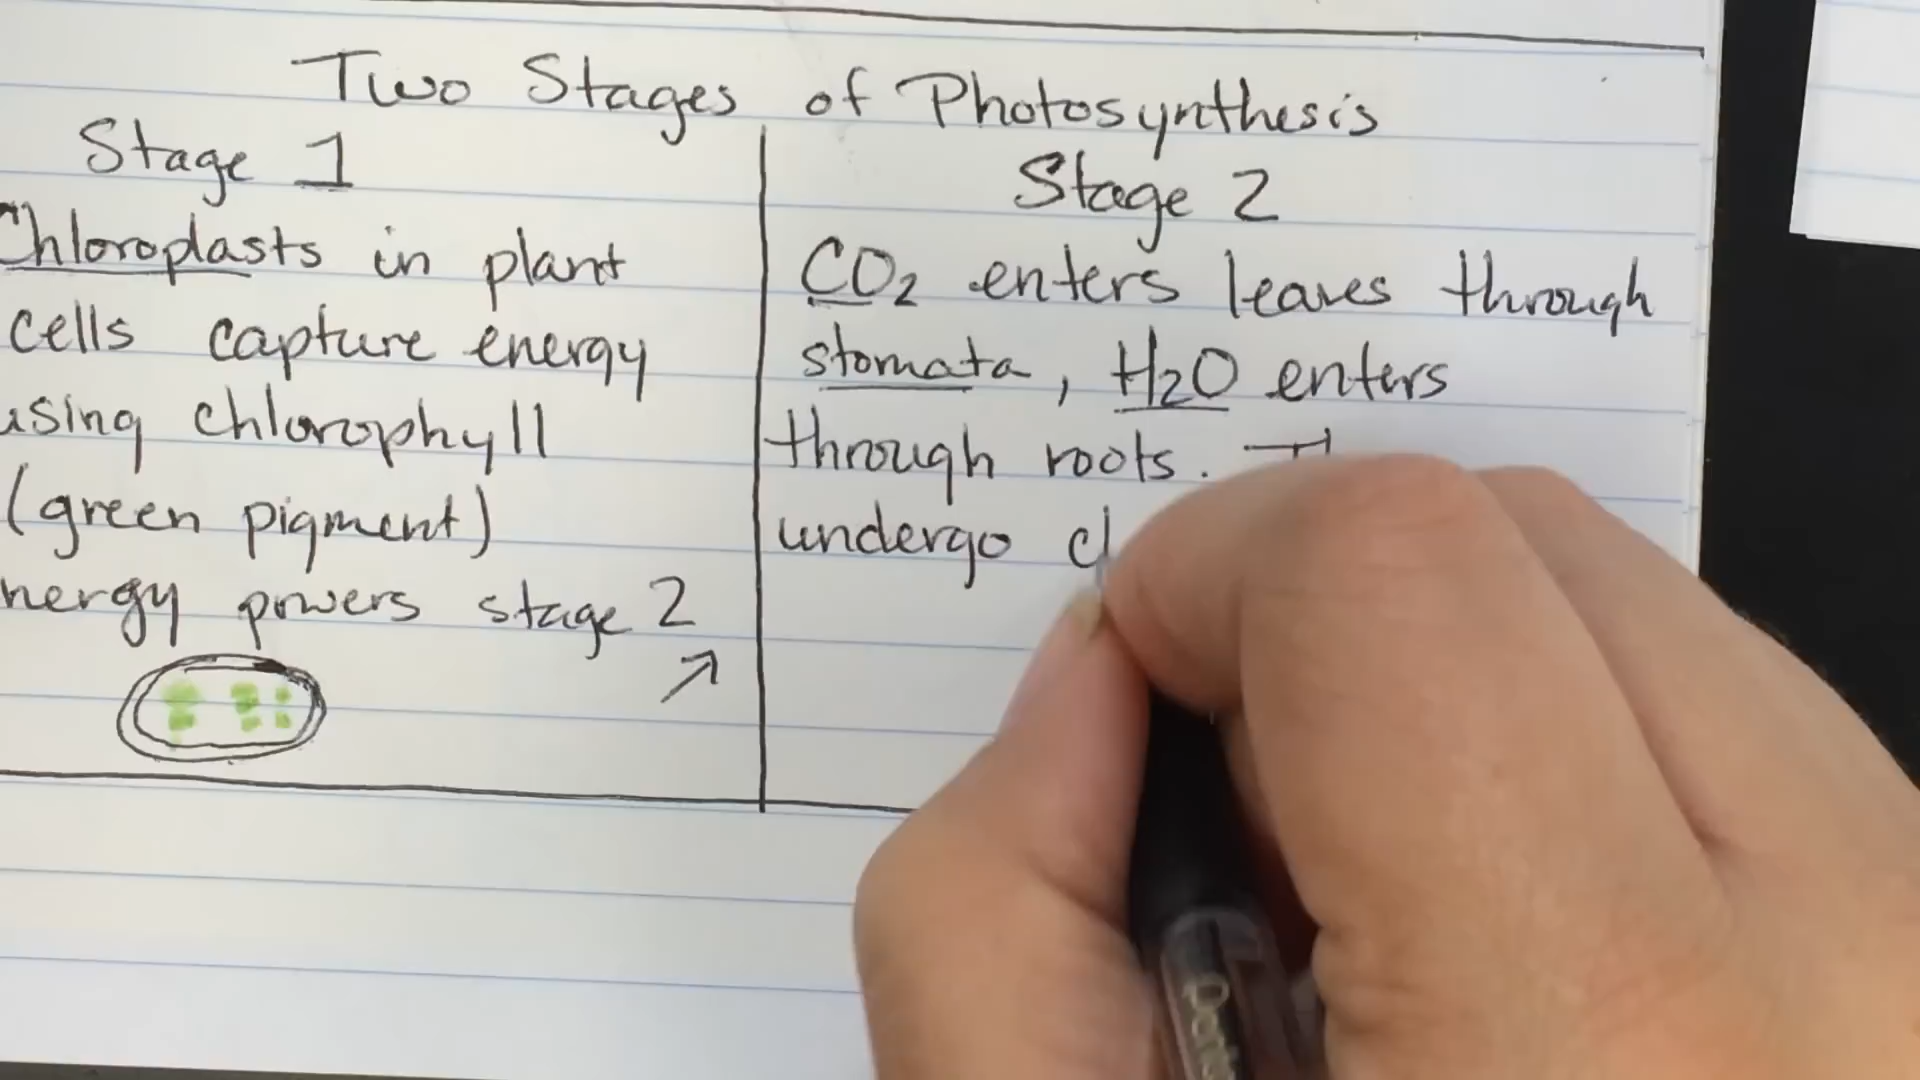 Two Stages of Photosynthesis
Stage 1
Chloroplasts in plant
cells capture energy
using chlorophyll
(green pigment)
nergy powers stage 2
Stage 2
CO₂ enters leaves through
stomata, H₂O enters
through roots.
undergo